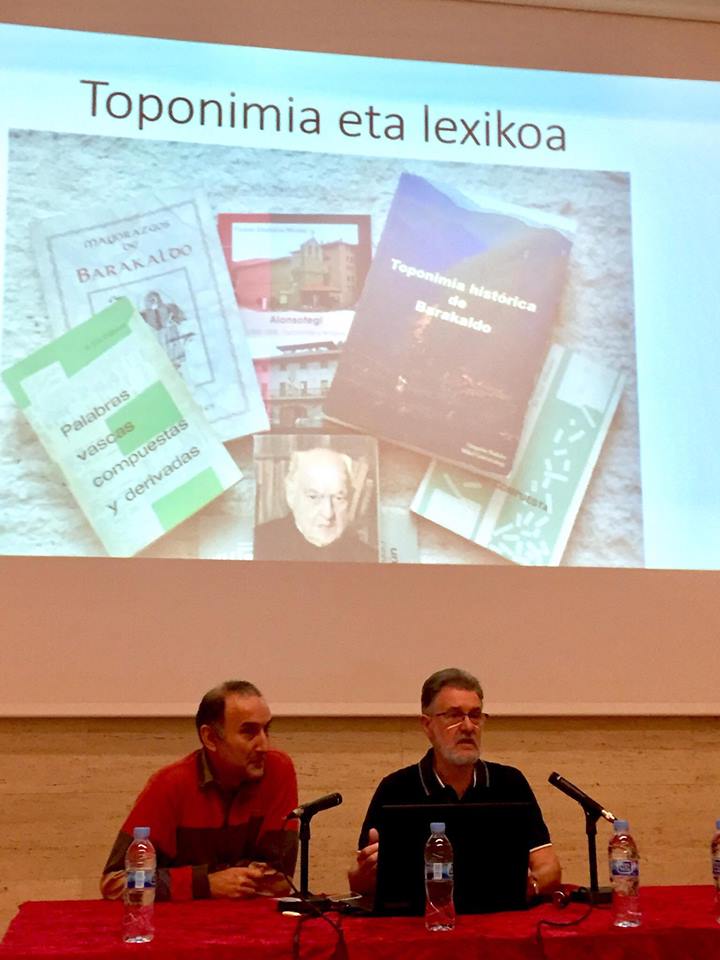 Toponimia eta lexikoa
MAYORAZGOS
DE
BARAKALDO
Alonsotegi
Toponimia histórica
de
Barakaldo
Palabras
vascas
compuestas
y derivadas